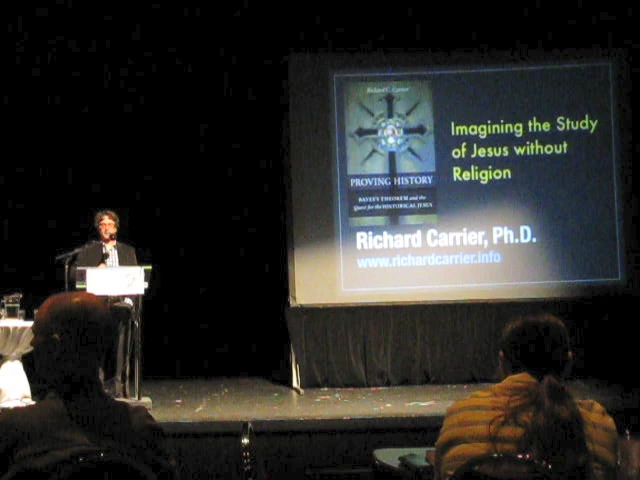 Richard C. Carrier
PROVING HISTORY
BAYES'S THEOREM and the
Quest for the HISTORICAL JESUS
Imagining the Study
of Jesus without
Religion
Richard Carrier, Ph.D.
www.richardcarrier.info